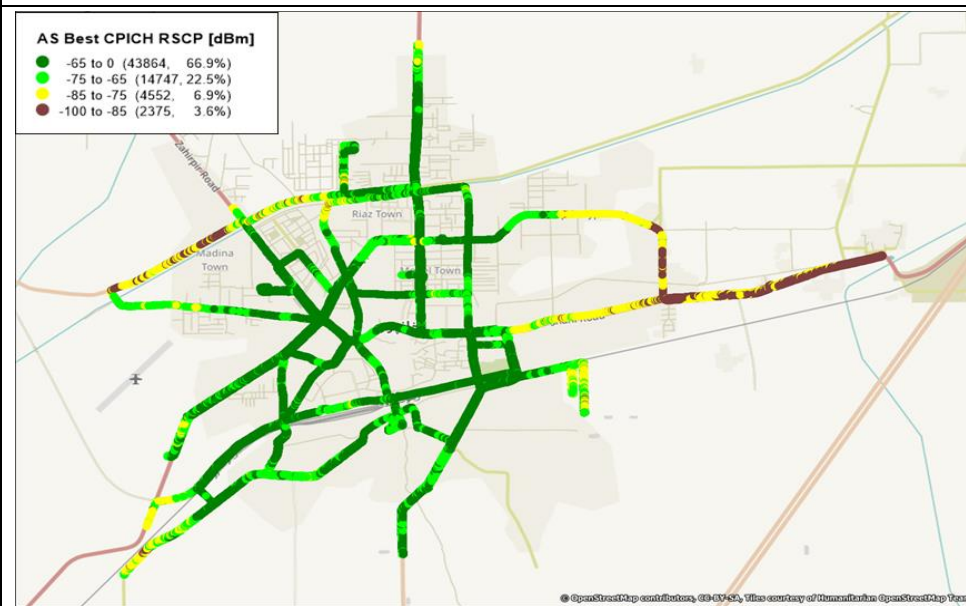 AS Best CPICH RSCP [dBm]
-65 to 0 (43864, 66.9%)
-75 to -65 (14747, 22.5%)
-85 to -75 (4552, 6.9%)
-100 to -85 (2375, 3.6%)
Zahirpir Road
Riaz Town
Madina
Town
Town
© OpenStreetMap contributors, CC-BY-SA, Tiles courtesy of Humanitarian OpenStreetMap Tea